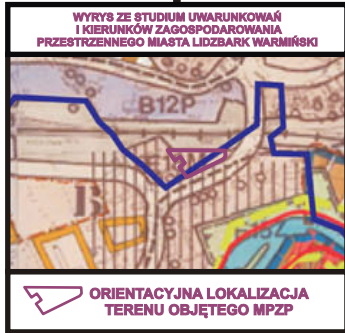 WYRYS ZE STUDIUM UWARUNKOWAŃ
I KIERUNKÓW ZAGOSPODAROWANIA
PRZESTRZENNEGO MIASTA LIDZBARK WARMIŃSKI
B12P
B
ORIENTACYJNA LOKALIZACJA
TERENU OBJĘTEGO MPZP